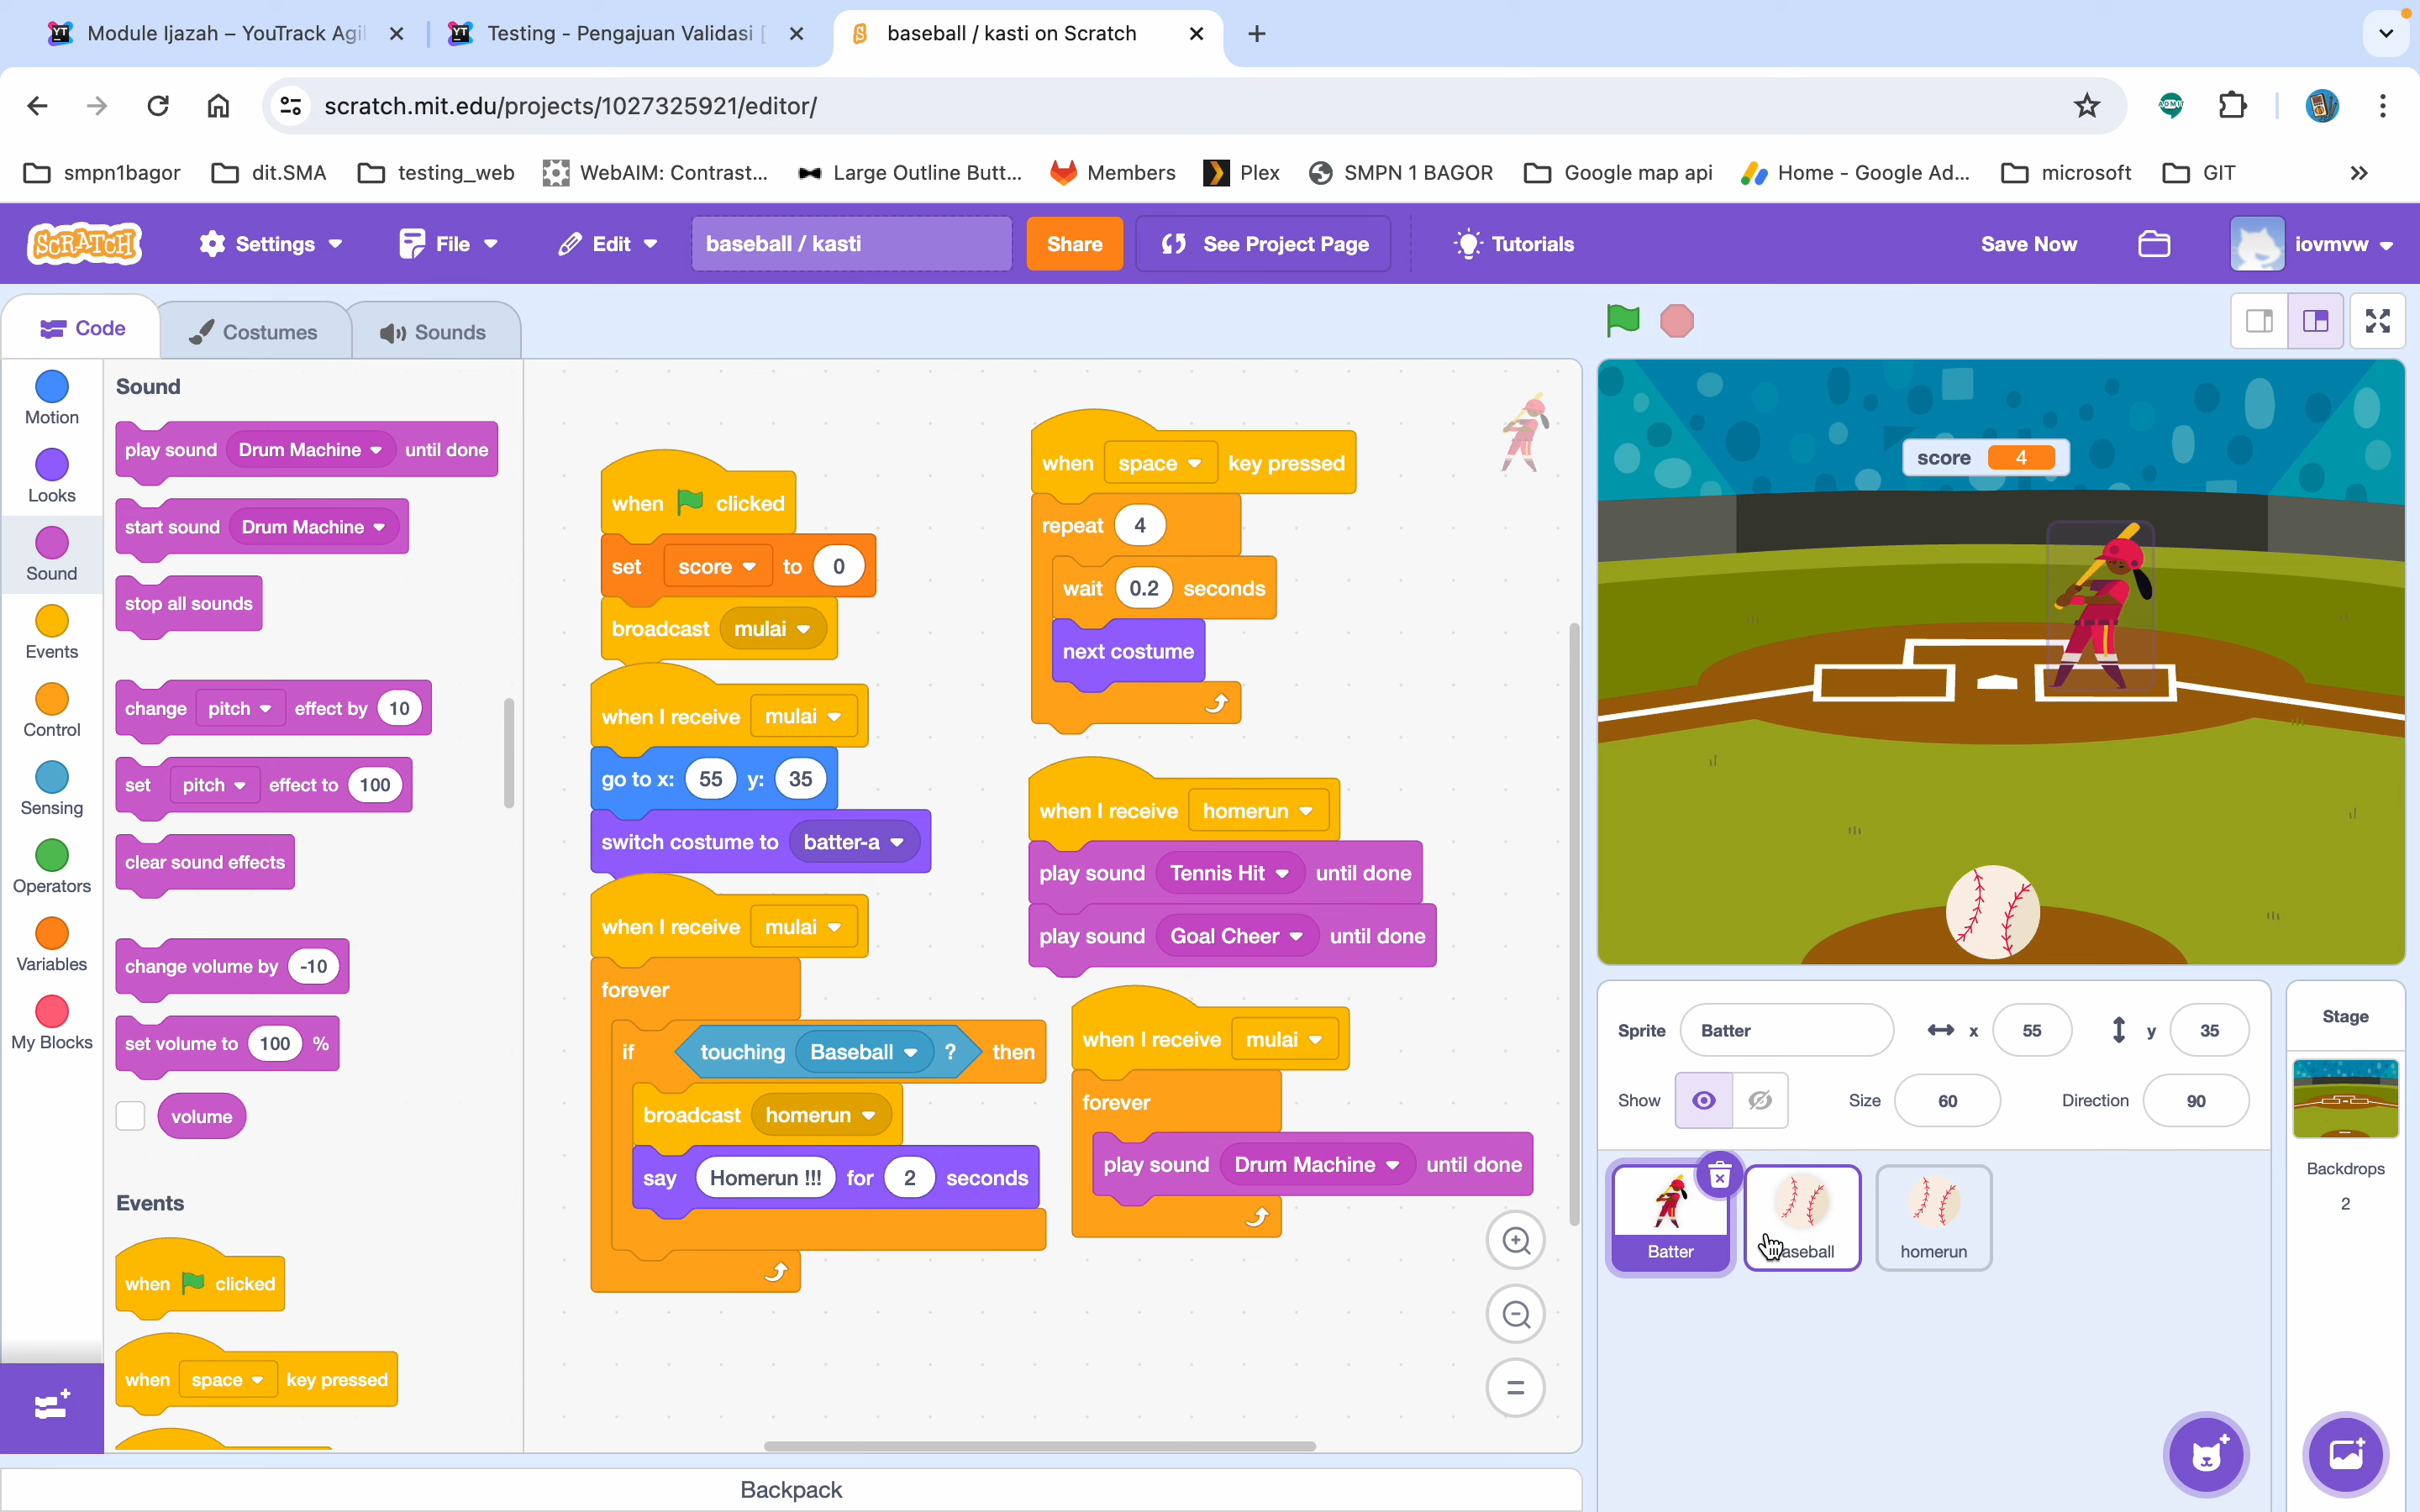 Module Ijazah – YouTrack Agil
Testing - Pengajuan Validasi [
baseball / kasti on Scratch
scratch.mit.edu/projects/1027325921/editor/
smpn1bagor
dit.SMA
testing_web
WebAIM: Contrast...
Large Outline Butt...
Members
Plex
SMPN 1 BAGOR
Google map api
Home - Google Ad...
microsoft
GIT
»
SCRATCH
Settings
File
Edit
baseball / kasti
Share
See Project Page
Tutorials
Save Now
iovmvw
Code
Costumes
Sounds
Motion
Looks
Sound
Events
Control
Sensing
Operators
Variables
My Blocks
Sound
play sound Drum Machine until done
start sound Drum Machine
stop all sounds
change pitch effect by 10
set pitch effect to 100
clear sound effects
change volume by -10
set volume to 100 %
volume
Events
when clicked
when space key pressed
when clicked
set score to 0
broadcast mulai
when I receive mulai
go to x: 55 y: 35
switch costume to batter-a
when I receive mulai
forever
if touching Baseball ? then
broadcast homerun
say Homerun !!! for 2 seconds
when space key pressed
repeat 4
wait 0.2 seconds
next costume
when I receive homerun
play sound Tennis Hit until done
play sound Goal Cheer until done
when I receive mulai
forever
play sound Drum Machine until done
score 4
Sprite Batter x 55 y 35
Show Size 60 Direction 90
Batter
aseball
homerun
Stage
Backdrops
2
Backpack